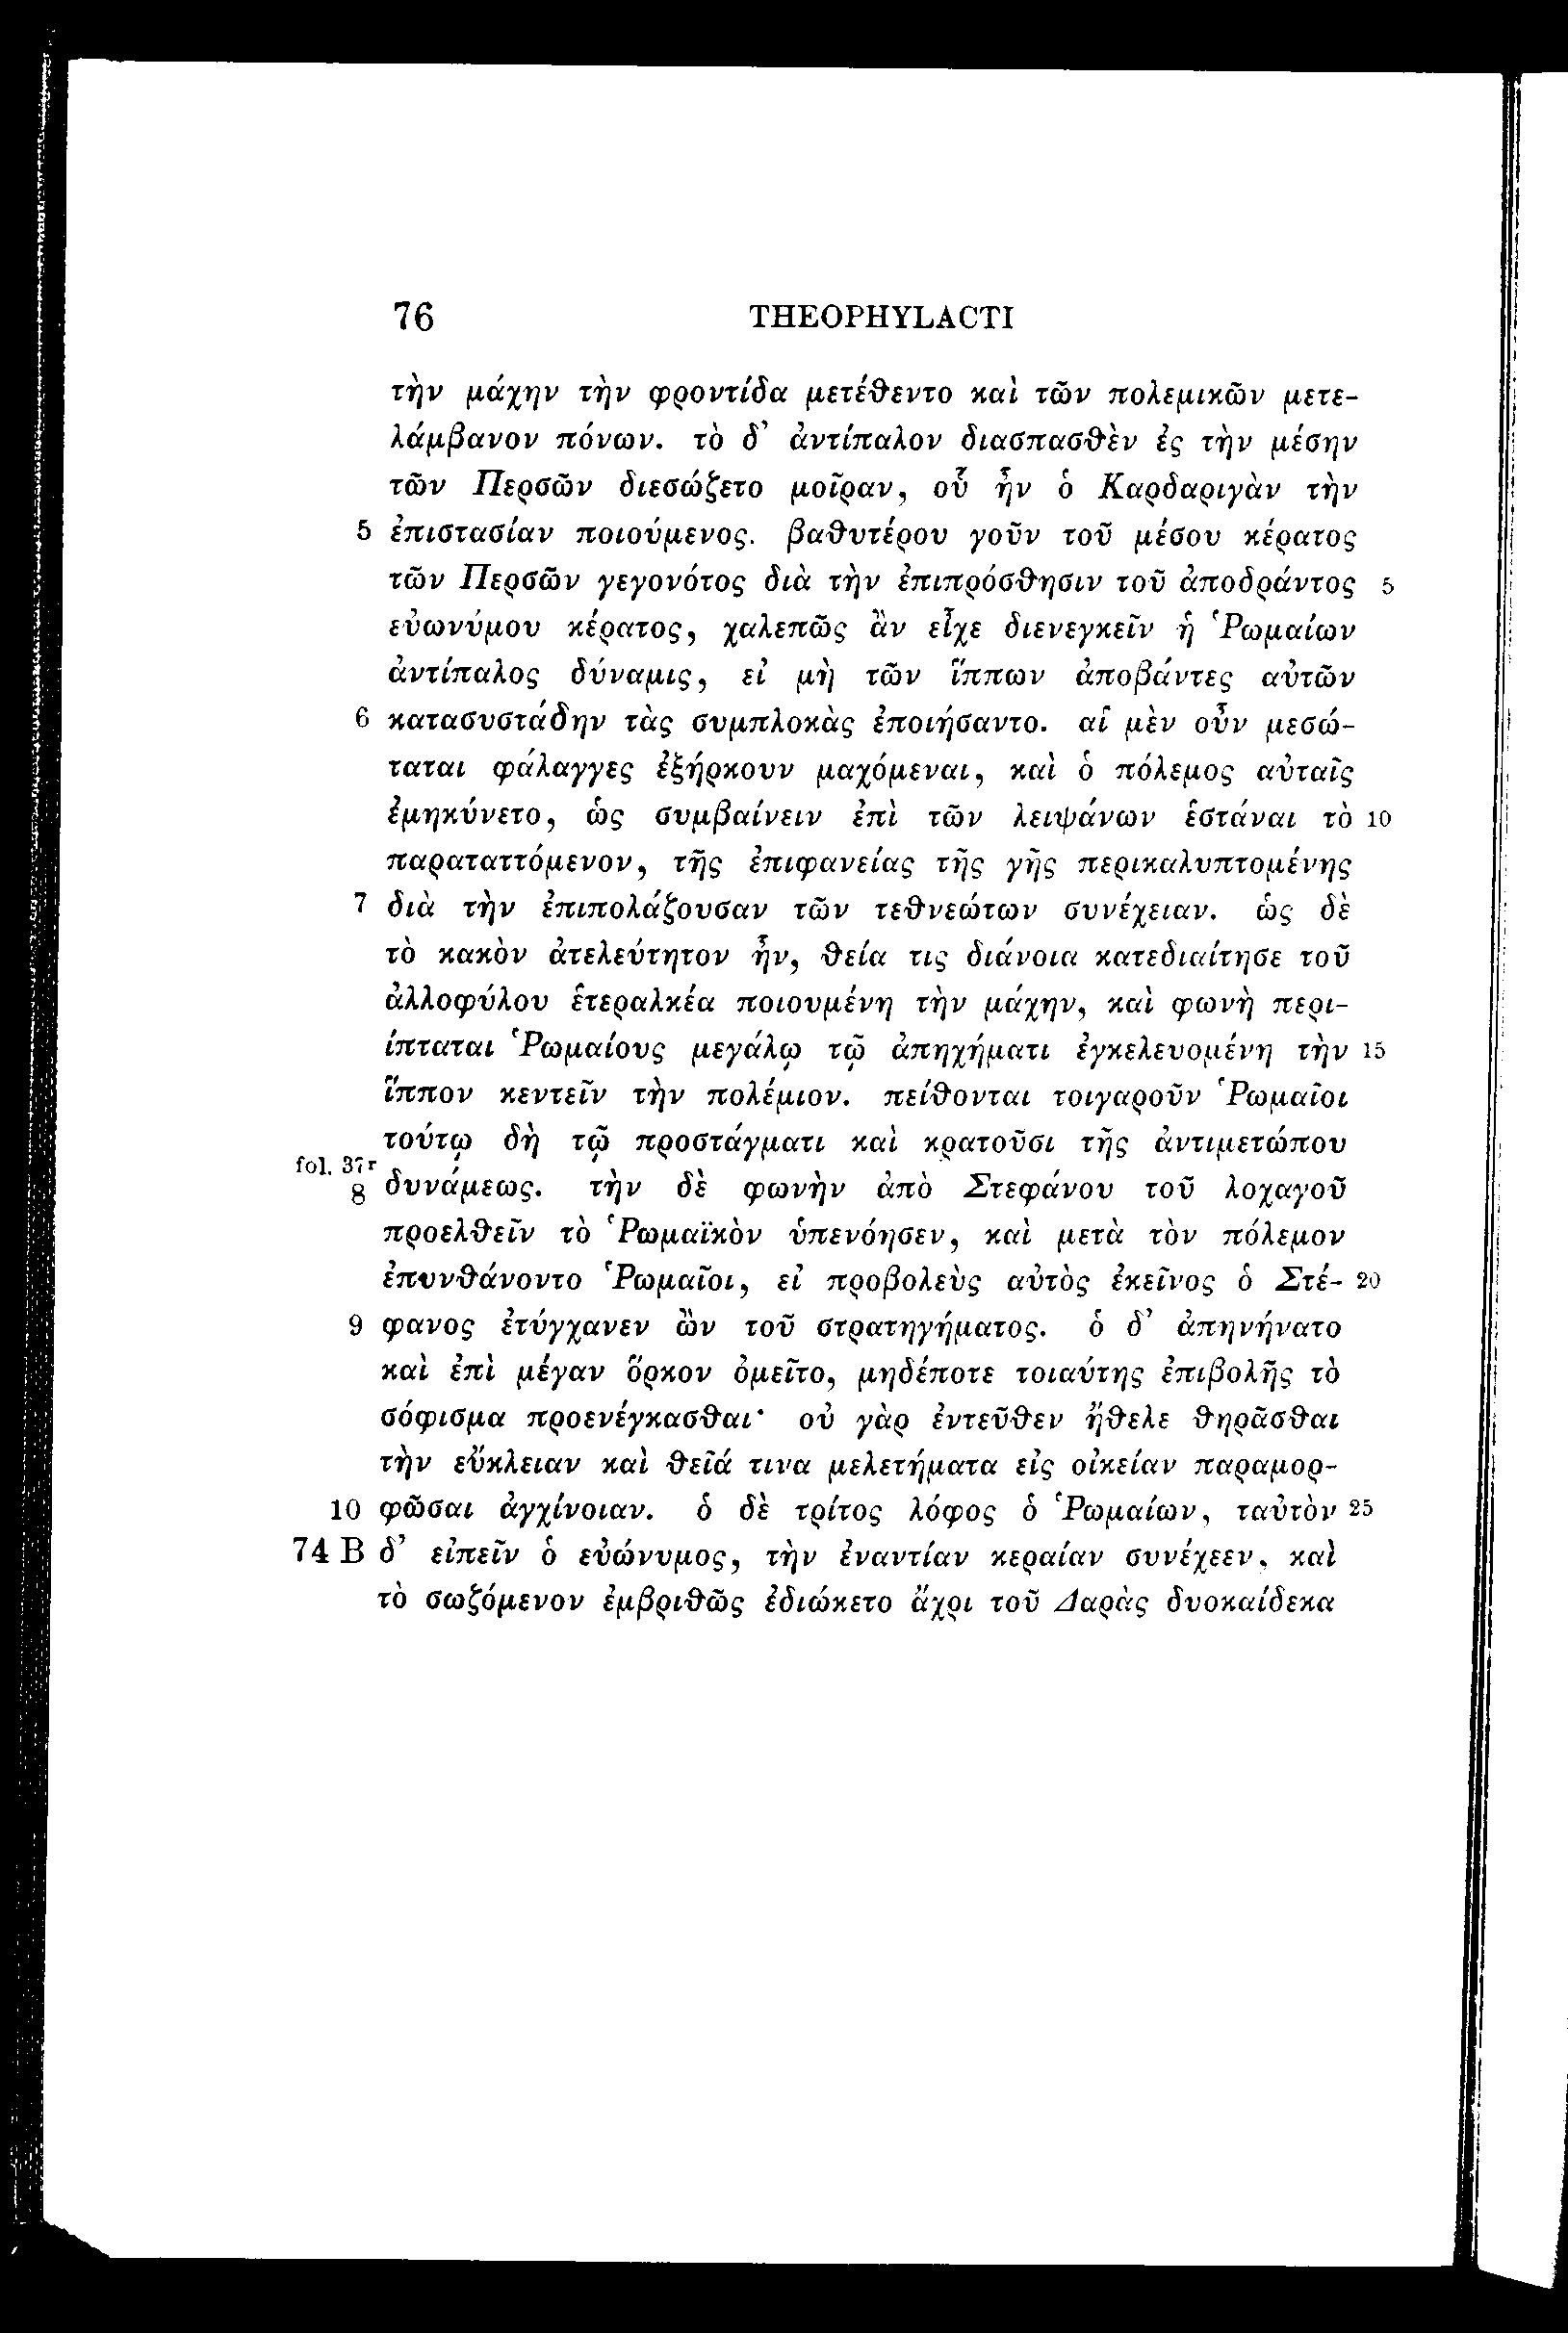 76 THEOPHYLACTI
τὴν μάχην τὴν φροντίδα μετέθεντο καὶ τῶν πολεμικῶν μετε-
λάμβανον πόνων. τὸ δ’ ἀντίπαλον διασπασθὲν ἐς τὴν μέσην
τῶν Περσῶν διεσώζετο μοῖραν, οὗ ἦν ὁ Καρδαριγὰν τὴν
5 ἐπιστασίαν ποιούμενος. βαθυτέρου γοῦν τοῦ μέσου κέρατος
τῶν Περσῶν γεγονότος διὰ τὴν ἐπιπρόσθησιν τοῦ ἀποδράντος 5
εὐωνύμου κέρατος, χαλεπῶς ἂν εἶχε διενεγκεῖν ἡ Ῥωμαίων
ἀντίπαλος δύναμις, εἰ μὴ τῶν ἵππων ἀποβάντες αὐτῶν
6 κατασυστάδην τὰς συμπλοκὰς ἐποιήσαντο. αἱ μὲν οὖν μεσώ-
ταται φάλαγγες ἐξήρκουν μαχόμεναι, καὶ ὁ πόλεμος αὐταῖς
ἐμηκύνετο, ὡς συμβαίνειν ἐπὶ τῶν λειψάνων ἑστάναι τὸ 10
παραταττόμενον, τῆς ἐπιφανείας τῆς γῆς περικαλυπτομένης
7 διὰ τὴν ἐπιπολάζουσαν τῶν τεθνεώτων συνέχειαν. ὡς δὲ
τὸ κακὸν ἀτελεύτητον ἦν, θεία τις διάνοια κατεδιαίτησε τοῦ
ἀλλοφύλου ἑτεραλκέα ποιουμένη τὴν μάχην, καὶ φωνὴ περι-
ίπταται Ῥωμαίους μεγάλῳ τῷ ἀπηχήματι ἐγκελευομένη τὴν 15
ἵππον κεντεῖν τὴν πολέμιον. πείθονται τοιγαροῦν Ῥωμαῖοι
τούτῳ δὴ τῷ προστάγματι καὶ κρατοῦσι τῆς ἀντιμετώπου
fol. 37r
8 δυνάμεως. τὴν δὲ φωνὴν ἀπὸ Στεφάνου τοῦ λοχαγοῦ
προελθεῖν τὸ Ῥωμαϊκὸν ὑπενόησεν, καὶ μετὰ τὸν πόλεμον
ἐπυνθάνοντο Ῥωμαῖοι, εἰ προβολεὺς αὐτὸς ἐκεῖνος ὁ Στέ- 20
9 φανος ἐτύγχανεν ὢν τοῦ στρατηγήματος. ὁ δ’ ἀπηνήνατο
καὶ ἐπὶ μέγαν ὅρκον ὀμεῖτο, μηδέποτε τοιαύτης ἐπιβολῆς τὸ
σόφισμα προενέγκασθαι· οὐ γὰρ ἐντεῦθεν ἤθελε θηρᾶσθαι
τὴν εὔκλειαν καὶ θεῖά τινα μελετήματα εἰς οἰκείαν παραμορ-
10 φῶσαι ἀγχίνοιαν. ὁ δὲ τρίτος λόφος ὁ Ῥωμαίων, ταὐτὸν 25
74 B δ’ εἰπεῖν ὁ εὐώνυμος, τὴν ἐναντίαν κεραίαν συνέχεεν, καὶ
τὸ σωζόμενον ἐμβριθῶς ἐδιώκετο ἄχρι τοῦ Δαρὰς δυοκαίδεκα